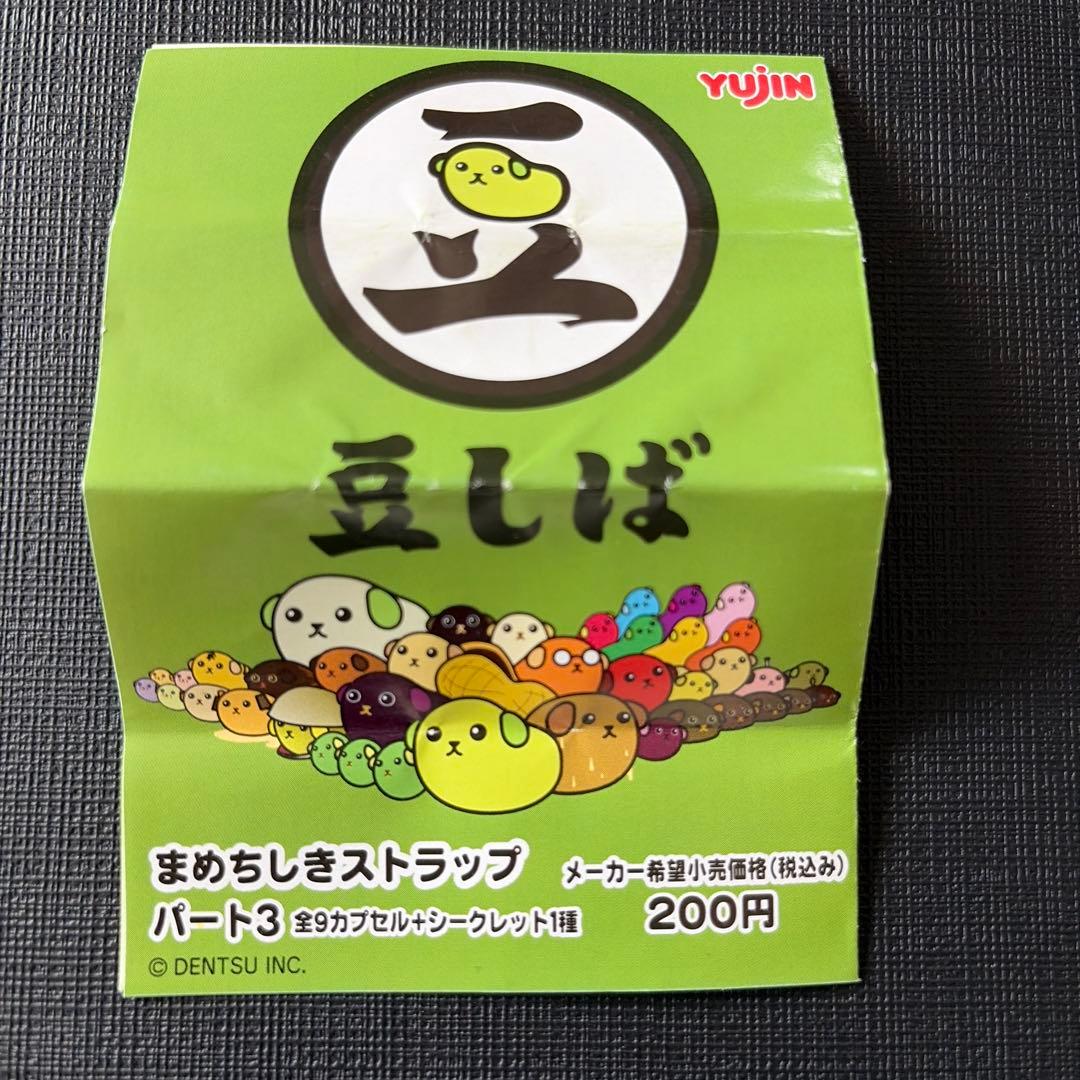 YUJIN
豆
豆しば
まめちしきストラップ
パート3 全9カプセル+シークレット1種
メーカー希望小売価格(税込み)
200円
© DENTSU INC.